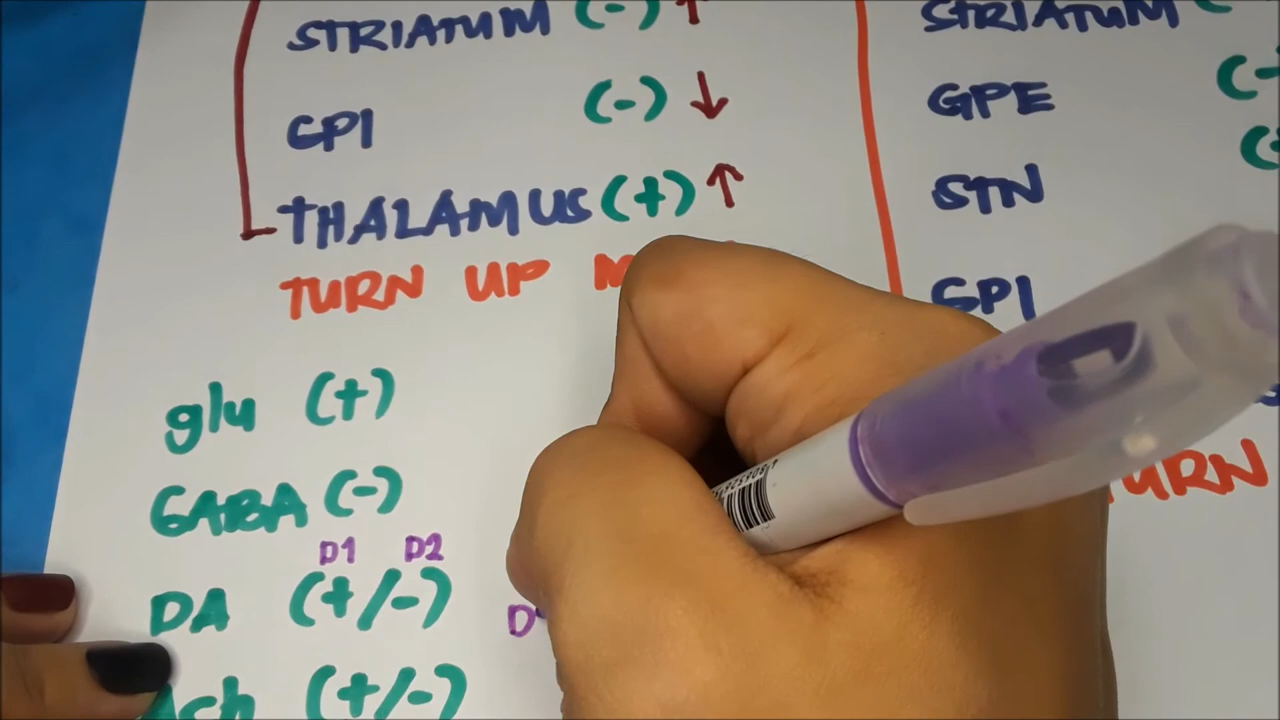 STRIATUM (-) ↑
GPI (-) ↓
THALAMUS (+) ↑
TURN UP
glu (+)
GABA (-)
D1 D2
DA (+/-)
Ach (+/-)
STRIATUM
GPE
STN
GPI
TURN